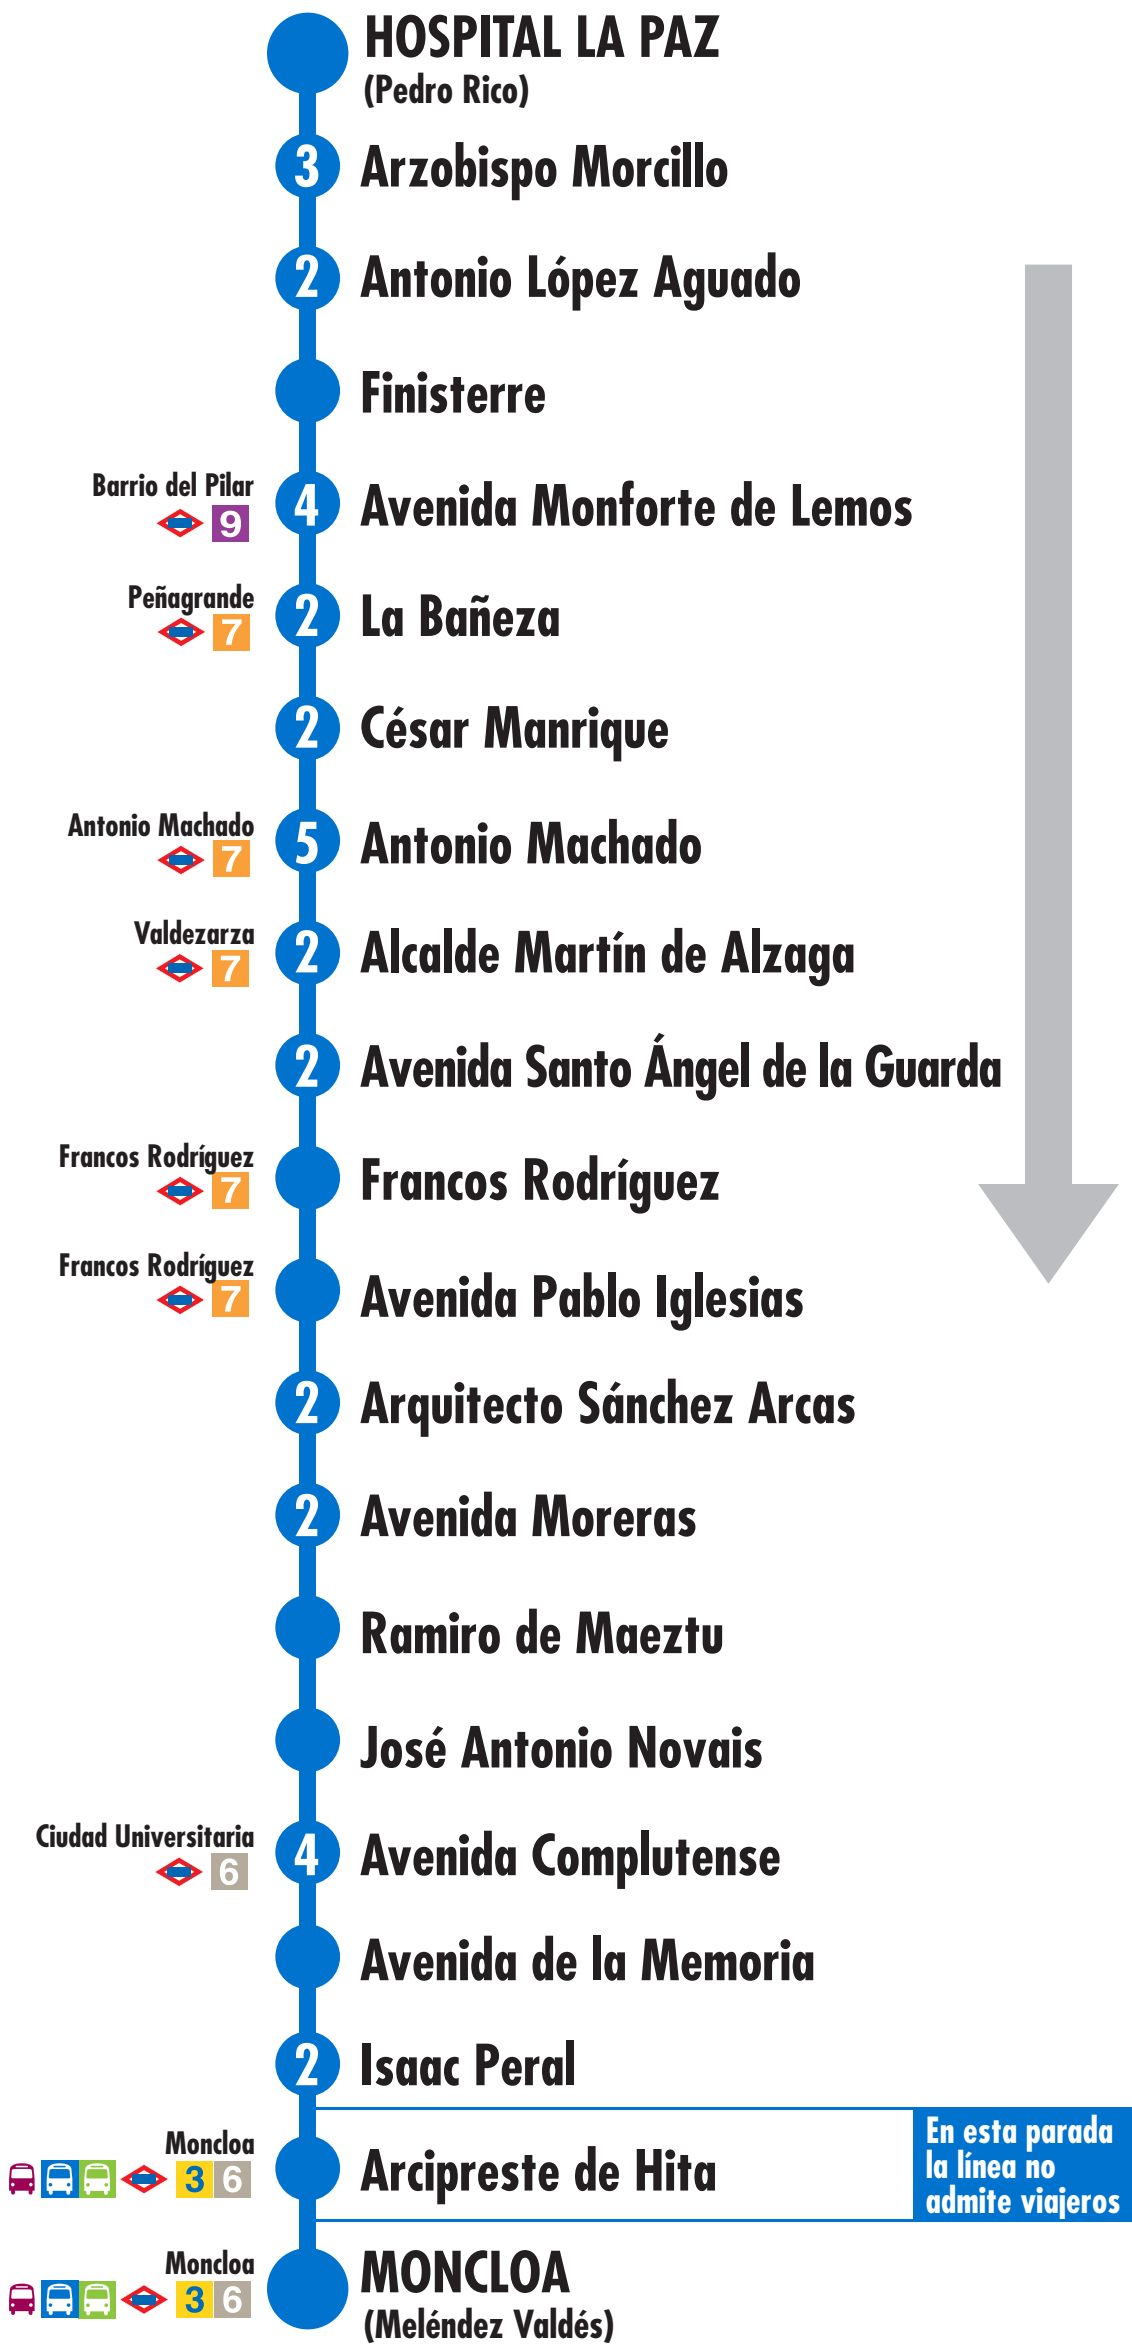 HOSPITAL LA PAZ
(Pedro Rico)
3 Arzobispo Morcillo
2 Antonio López Aguado
Finisterre
Barrio del Pilar
9
4 Avenida Monforte de Lemos
Peñagrande
7
2 La Bañeza
2 César Manrique
Antonio Machado
7
5 Antonio Machado
Valdezarza
7
2 Alcalde Martín de Alzaga
2 Avenida Santo Ángel de la Guarda
Francos Rodríguez
7
Francos Rodríguez
Francos Rodríguez
7
Avenida Pablo Iglesias
2 Arquitecto Sánchez Arcas
2 Avenida Moreras
Ramiro de Maeztu
José Antonio Novais
Ciudad Universitaria
6
4 Avenida Complutense
Avenida de la Memoria
2 Isaac Peral
Moncloa
3 6
Arcipreste de Hita
En esta parada
la línea no
admite viajeros
Moncloa
3 6
MONCLOA
(Meléndez Valdés)